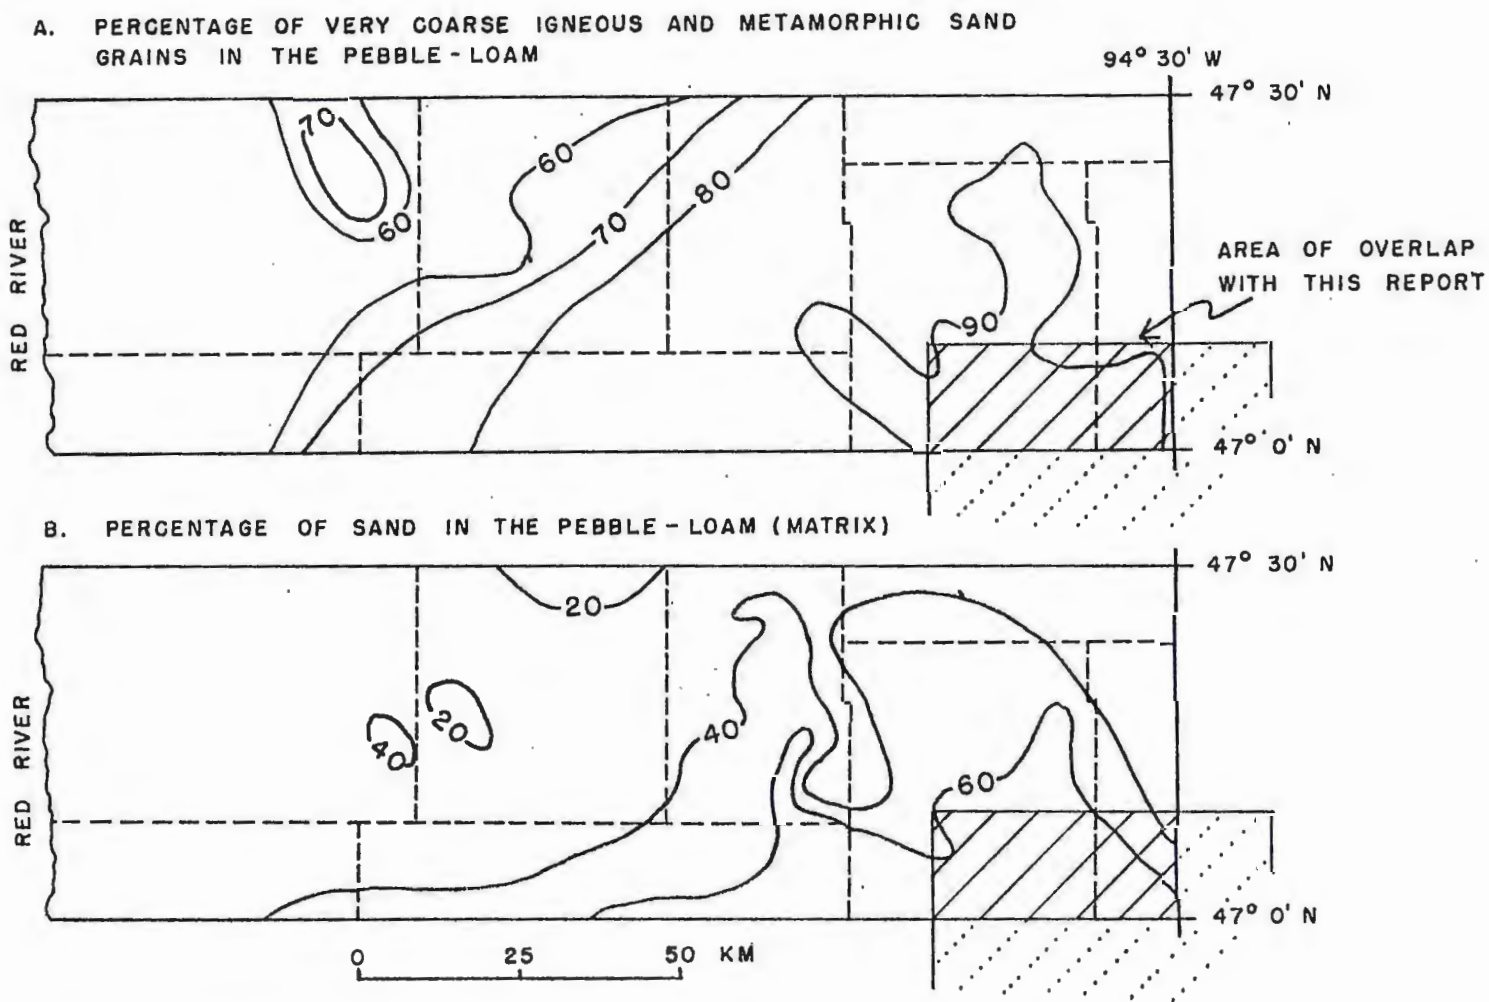 A. PERCENTAGE OF VERY COARSE IGNEOUS AND METAMORPHIC SAND
GRAINS IN THE PEBBLE-LOAM
94° 30' W
47° 30' N
70
60
60
70
80
90
RED RIVER
AREA OF OVERLAP
WITH THIS REPORT
47° 0' N
B. PERCENTAGE OF SAND IN THE PEBBLE-LOAM (MATRIX)
47° 30' N
20
20
40
40
60
RED RIVER
47° 0' N
0 25 50 KM